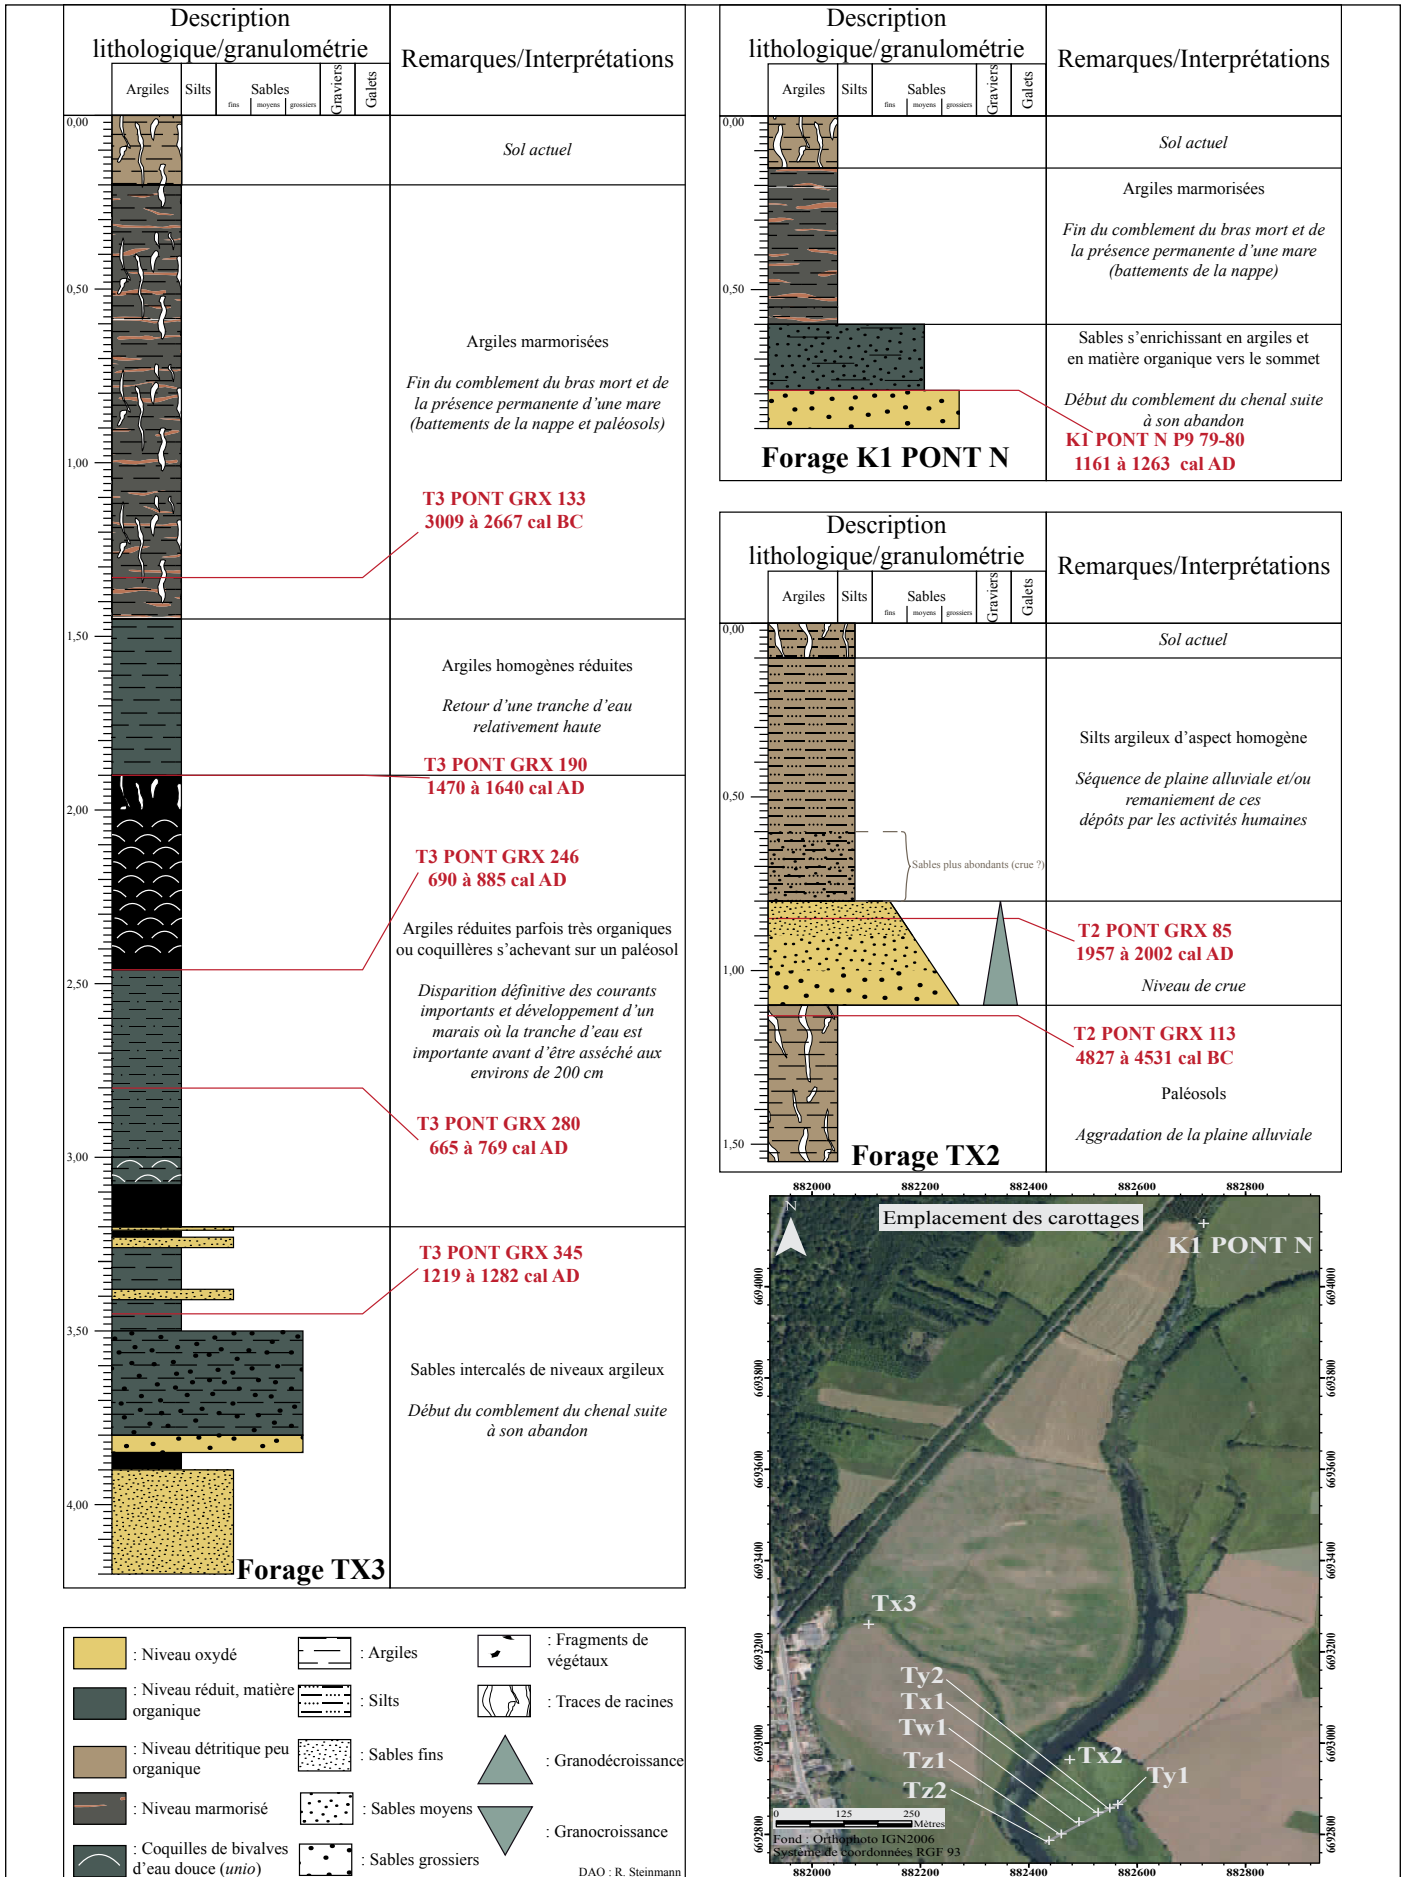 Description
lithologique/granulométrie
Remarques/Interprétations
Argiles
Silts
Sables
fins
moyens
grossiers
Graviers
Galets
0,00
0,50
1,00
1,50
2,00
2,50
3,00
3,50
4,00
Sol actuel
Argiles marmorisées
Fin du comblement du bras mort et de
la présence permanente d'une mare
(battements de la nappe et paléosols)
T3 PONT GRX 133
3009 à 2667 cal BC
Argiles homogènes réduites
Retour d'une tranche d'eau
relativement haute
T3 PONT GRX 190
1470 à 1640 cal AD
T3 PONT GRX 246
690 à 885 cal AD
Argiles réduites parfois très organiques
ou coquillères s'achevant sur un paléosol
Disparition définitive des courants
importants et développement d'un
marais où la tranche d'eau est
importante avant d'être asséché aux
environs de 200 cm
T3 PONT GRX 280
665 à 769 cal AD
T3 PONT GRX 345
1219 à 1282 cal AD
Sables intercalés de niveaux argileux
Début du comblement du chenal suite
à son abandon
Forage TX3
Description
lithologique/granulométrie
Remarques/Interprétations
Argiles
Silts
Sables
fins
moyens
grossiers
Graviers
Galets
0,00
0,50
Sol actuel
Argiles marmorisées
Fin du comblement du bras mort et de
la présence permanente d'une mare
(battements de la nappe)
Sables s'enrichissant en argiles et
en matière organique vers le sommet
Début du comblement du chenal suite
à son abandon
K1 PONT N P9 79-80
1161 à 1263 cal AD
Forage K1 PONT N
Description
lithologique/granulométrie
Remarques/Interprétations
Argiles
Silts
Sables
fins
moyens
grossiers
Graviers
Galets
0,00
0,50
1,00
1,50
Sol actuel
Silts argileux d'aspect homogène
Séquence de plaine alluviale et/ou
remaniement de ces
dépôts par les activités humaines
Sables plus abondants (crue ?)
T2 PONT GRX 85
1957 à 2002 cal AD
Niveau de crue
T2 PONT GRX 113
4827 à 4531 cal BC
Paléosols
Aggradation de la plaine alluviale
Forage TX2
: Niveau oxydé
: Niveau réduit, matière
organique
: Niveau détritique peu
organique
: Niveau marmorisé
: Coquilles de bivalves
d'eau douce (unio)
: Argiles
: Silts
: Sables fins
: Sables moyens
: Sables grossiers
: Fragments de
végétaux
: Traces de racines
: Granodécroissance
: Granocroissance
DAO : R. Steinmann
882000 882200 882400 882600 882800
N
Emplacement des carottages
K1 PONT N
6694000
6693800
6693600
6693400
6693200
6693000
6692800
6694000
6693800
6693600
6693400
6693200
6693000
6692800
Tx3
Ty2
Tx1
Tw1
Tz1
Tz2
Tx2
Ty1
0 125 250
Mètres
Fond : Orthophoto IGN2006
Système de coordonnées RGF 93
882000 882200 882400 882600 882800